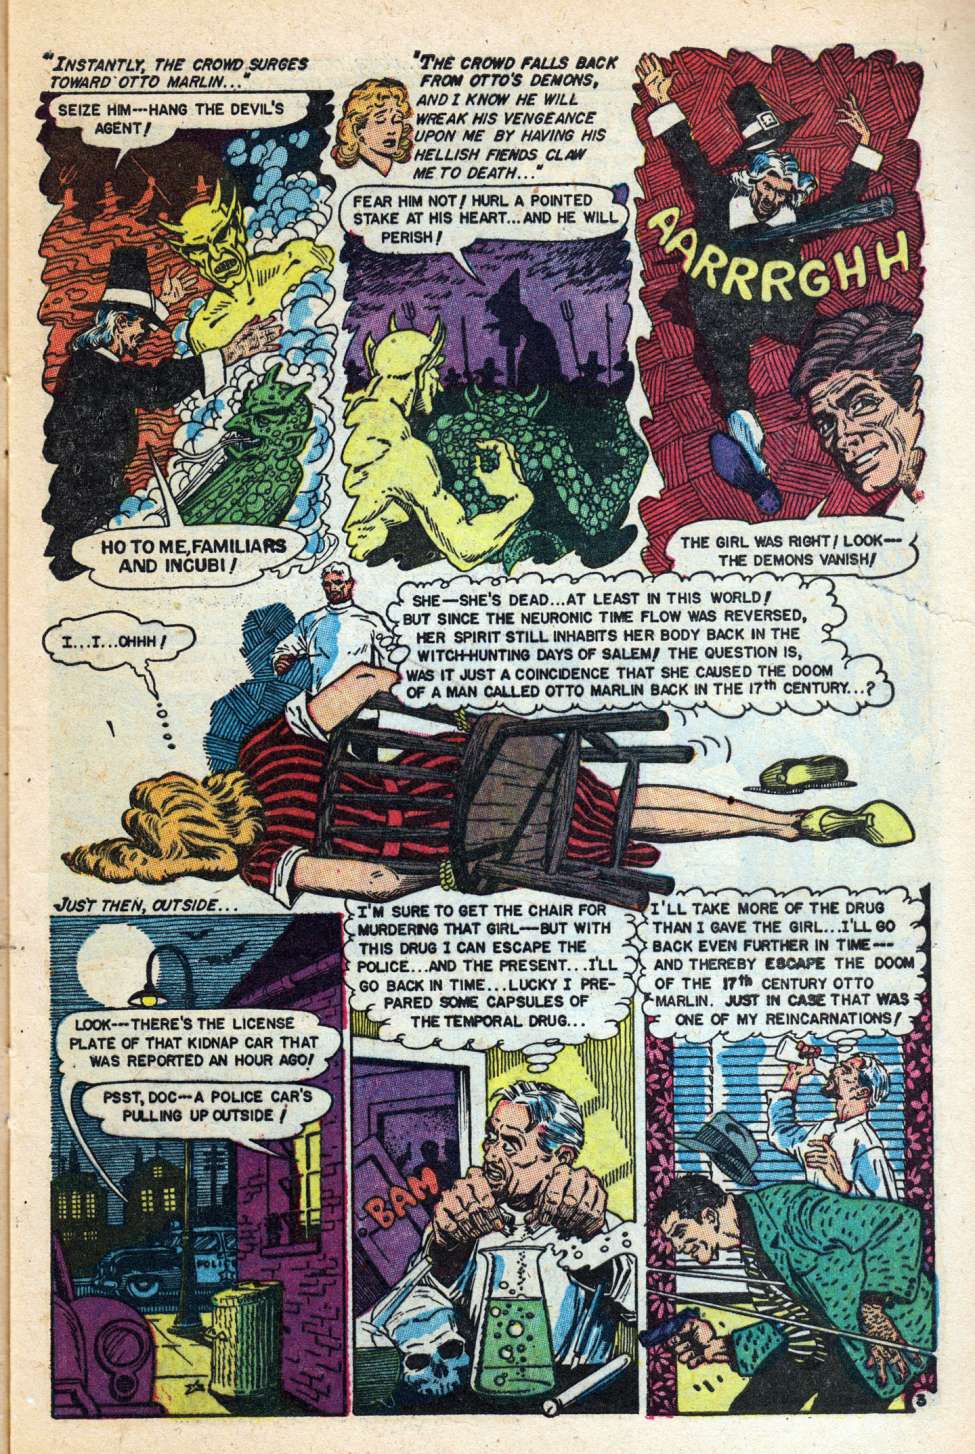 "INSTANTLY, THE CROWD SURGES
TOWARD OTTO MARLIN..."
SEIZE HIM---HANG THE DEVIL'S
AGENT!
HO TO ME, FAMILIARS
AND INCUBI!
"THE CROWD FALLS BACK
FROM OTTO'S DEMONS,
AND I KNOW HE WILL
WREAK HIS VENGEANCE
UPON ME BY HAVING HIS
HELLISH FIENDS CLAW
ME TO DEATH..."
FEAR HIM NOT! HURL A POINTED
STAKE AT HIS HEART...AND HE WILL
PERISH!
AARRRGHH
THE GIRL WAS RIGHT! LOOK---
THE DEMONS VANISH!
I...I...OHHH!
SHE--SHE'S DEAD...AT LEAST IN THIS WORLD!
BUT SINCE THE NEURONIC TIME FLOW WAS REVERSED,
HER SPIRIT STILL INHABITS HER BODY BACK IN THE
WITCH-HUNTING DAYS OF SALEM! THE QUESTION IS,
WAS IT JUST A COINCIDENCE THAT SHE CAUSED THE DOOM
OF A MAN CALLED OTTO MARLIN BACK IN THE 17th CENTURY...?
JUST THEN, OUTSIDE...
LOOK---THERE'S THE LICENSE
PLATE OF THAT KIDNAP CAR THAT
WAS REPORTED AN HOUR AGO!
PSST, DOC---A POLICE CAR'S
PULLING UP OUTSIDE!
POLICE
I'M SURE TO GET THE CHAIR FOR
MURDERING THAT GIRL---BUT WITH
THIS DRUG I CAN ESCAPE THE
POLICE...AND THE PRESENT...I'LL
GO BACK IN TIME...LUCKY I PRE-
PARED SOME CAPSULES OF
THE TEMPORAL DRUG...
BAM
I'LL TAKE MORE OF THE DRUG
THAN I GAVE THE GIRL...I'LL GO
BACK EVEN FURTHER IN TIME---
AND THEREBY ESCAPE THE DOOM
OF THE 17th CENTURY OTTO
MARLIN. JUST IN CASE THAT WAS
ONE OF MY REINCARNATIONS!
3